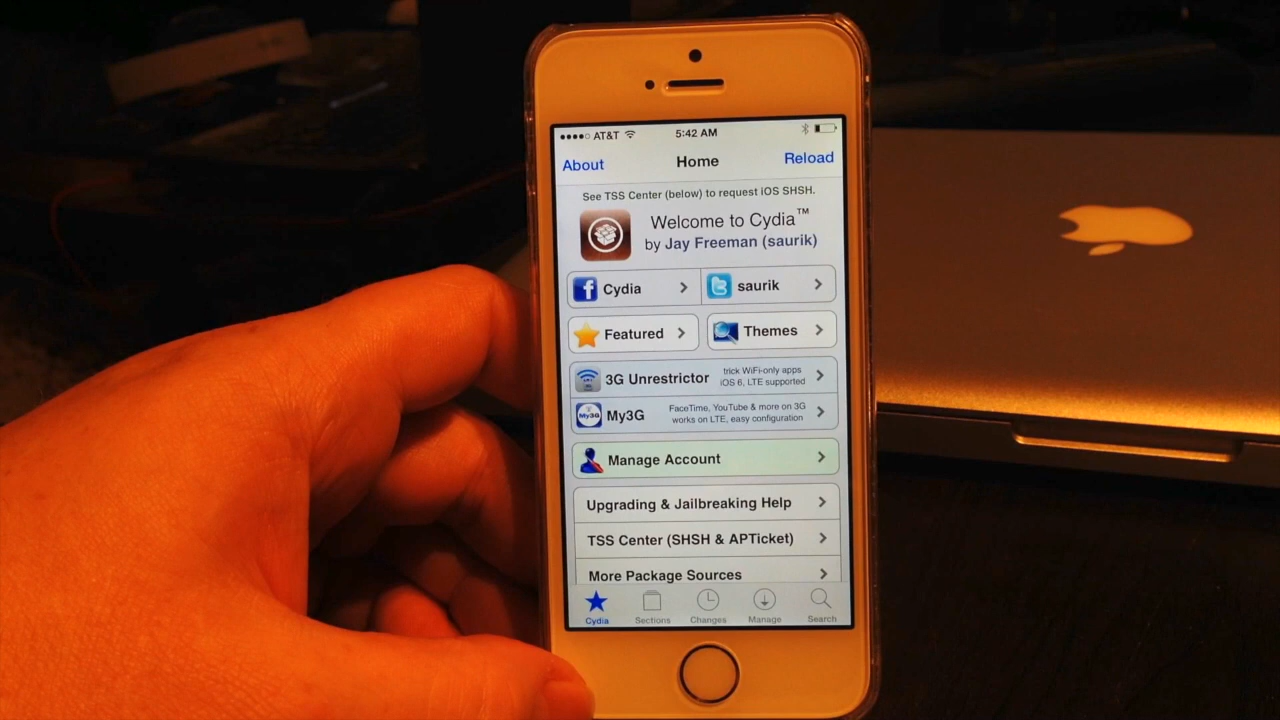 AT&T 5:42 AM
About Home Reload
See TSS Center (below) to request iOS SHSH.
Welcome to Cydia™
by Jay Freeman (saurik)
Cydia saurik
Featured Themes
3G Unrestrictor trick WiFi-only apps
iOS 6, LTE supported
My3G My3G FaceTime, YouTube & more on 3G
works on LTE, easy configuration
Manage Account
Upgrading & Jailbreaking Help
TSS Center (SHSH & APTicket)
More Package Sources
Cydia Sections Changes Manage Search